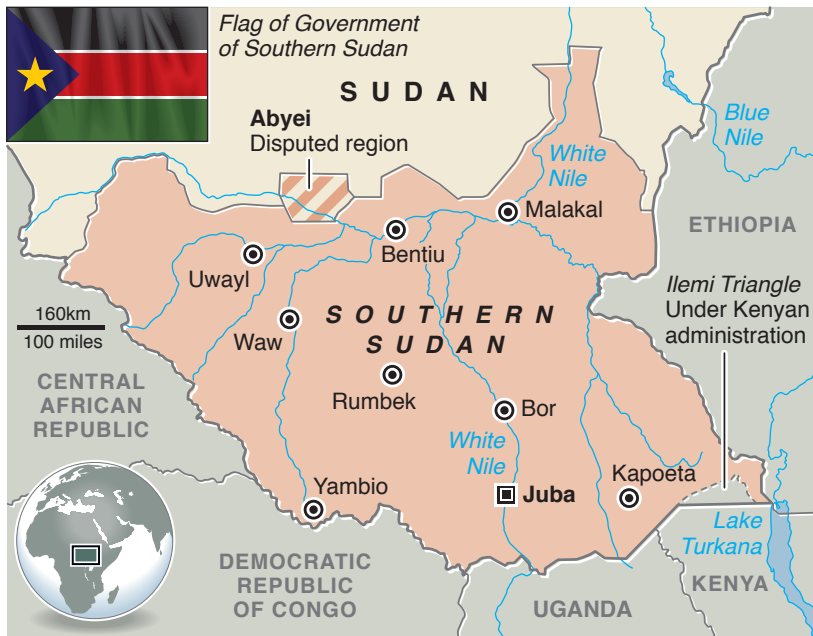 Flag of Government
of Southern Sudan
SUDAN
Abyei
Disputed region
Blue
Nile
White
Nile
Malakal
ETHIOPIA
Bentiu
Uwayl
Ilemi Triangle
Under Kenyan
administration
160km
100 miles
SOUTHERN
SUDAN
Waw
CENTRAL
AFRICAN
REPUBLIC
Rumbek
Bor
White
Nile
Kapoeta
Yambio
Juba
Lake
Turkana
DEMOCRATIC
REPUBLIC
OF CONGO
KENYA
UGANDA